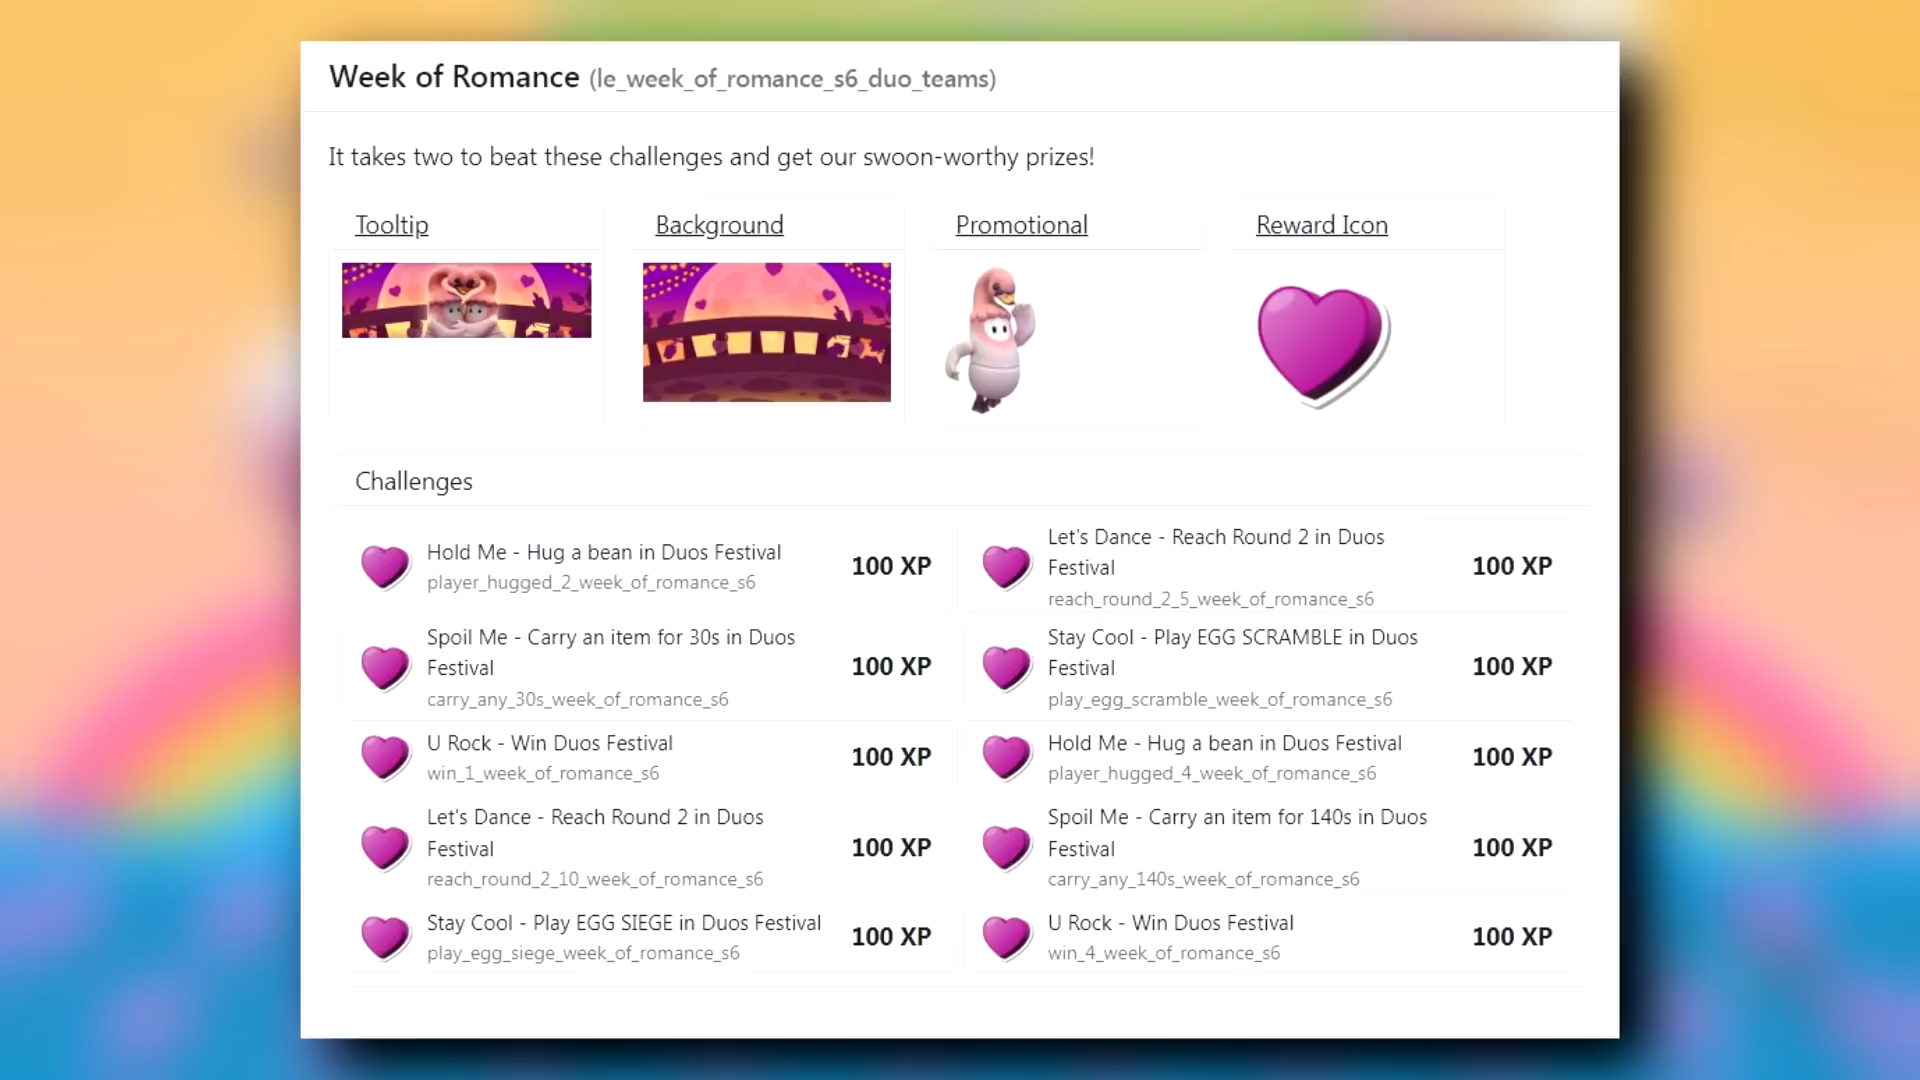 Week of Romance (le_week_of_romance_s6_duo_teams)
It takes two to beat these challenges and get our swoon-worthy prizes!
Tooltip
Background
Promotional
Reward Icon
Challenges
Hold Me - Hug a bean in Duos Festival
player_hugged_2_week_of_romance_s6
100 XP
Let's Dance - Reach Round 2 in Duos
Festival
reach_round_2_5_week_of_romance_s6
100 XP
Spoil Me - Carry an item for 30s in Duos
Festival
carry_any_30s_week_of_romance_s6
100 XP
Stay Cool - Play EGG SCRAMBLE in Duos
Festival
play_egg_scramble_week_of_romance_s6
100 XP
U Rock - Win Duos Festival
win_1_week_of_romance_s6
100 XP
Hold Me - Hug a bean in Duos Festival
player_hugged_4_week_of_romance_s6
100 XP
Let's Dance - Reach Round 2 in Duos
Festival
reach_round_2_10_week_of_romance_s6
100 XP
Spoil Me - Carry an item for 140s in Duos
Festival
carry_any_140s_week_of_romance_s6
100 XP
Stay Cool - Play EGG SIEGE in Duos Festival
play_egg_siege_week_of_romance_s6
100 XP
U Rock - Win Duos Festival
win_4_week_of_romance_s6
100 XP